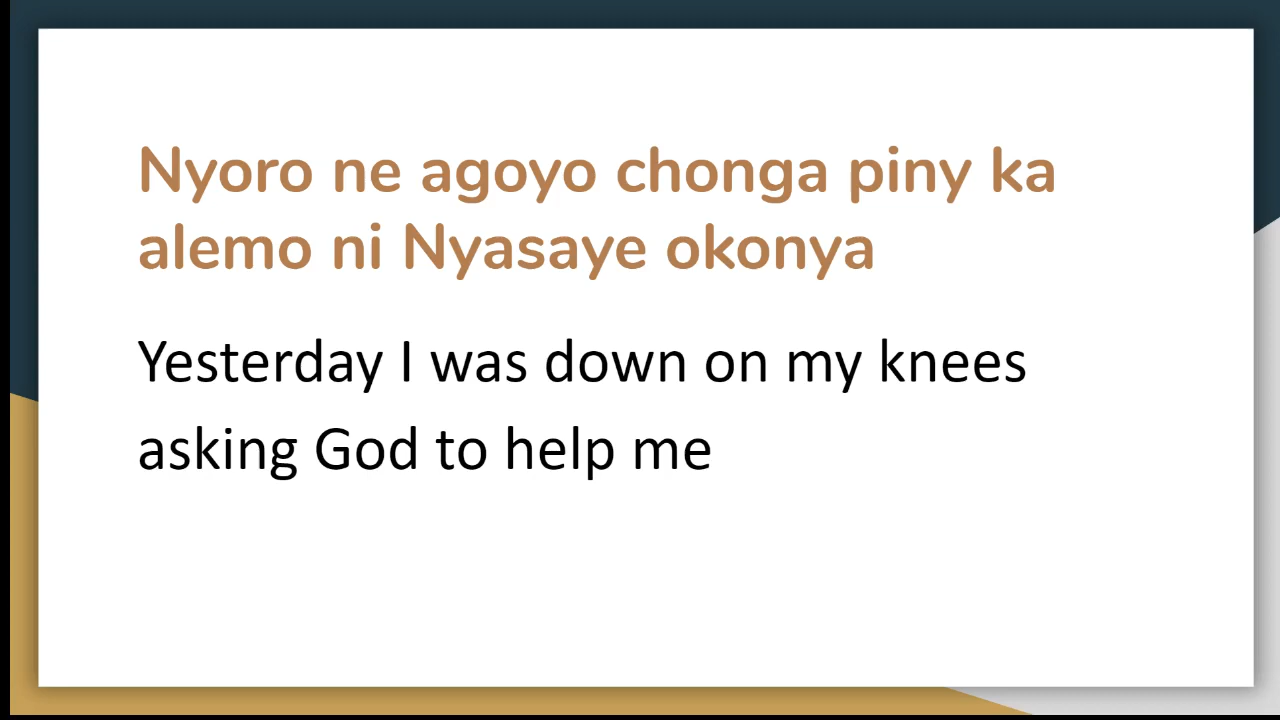 Nyoro ne agoyo chonga piny ka
alemo ni Nyasaye okonya
Yesterday I was down on my knees
asking God to help me